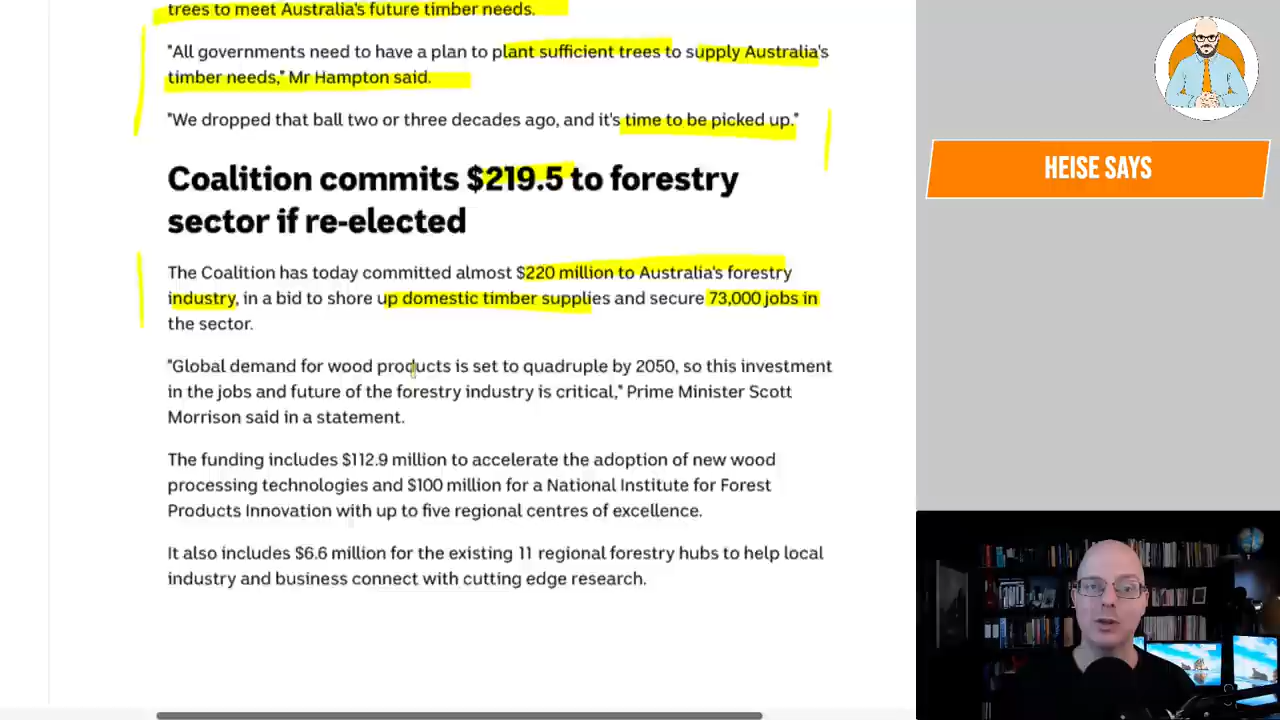 trees to meet Australia's future timber needs.
"All governments need to have a plan to plant sufficient trees to supply Australia's
timber needs," Mr Hampton said.
"We dropped that ball two or three decades ago, and it's time to be picked up."
Coalition commits $219.5 to forestry
sector if re-elected
The Coalition has today committed almost $220 million to Australia's forestry
industry, in a bid to shore up domestic timber supplies and secure 73,000 jobs in
the sector.
"Global demand for wood products is set to quadruple by 2050, so this investment
in the jobs and future of the forestry industry is critical," Prime Minister Scott
Morrison said in a statement.
The funding includes $112.9 million to accelerate the adoption of new wood
processing technologies and $100 million for a National Institute for Forest
Products Innovation with up to five regional centres of excellence.
It also includes $6.6 million for the existing 11 regional forestry hubs to help local
industry and business connect with cutting edge research.
HEISE SAYS